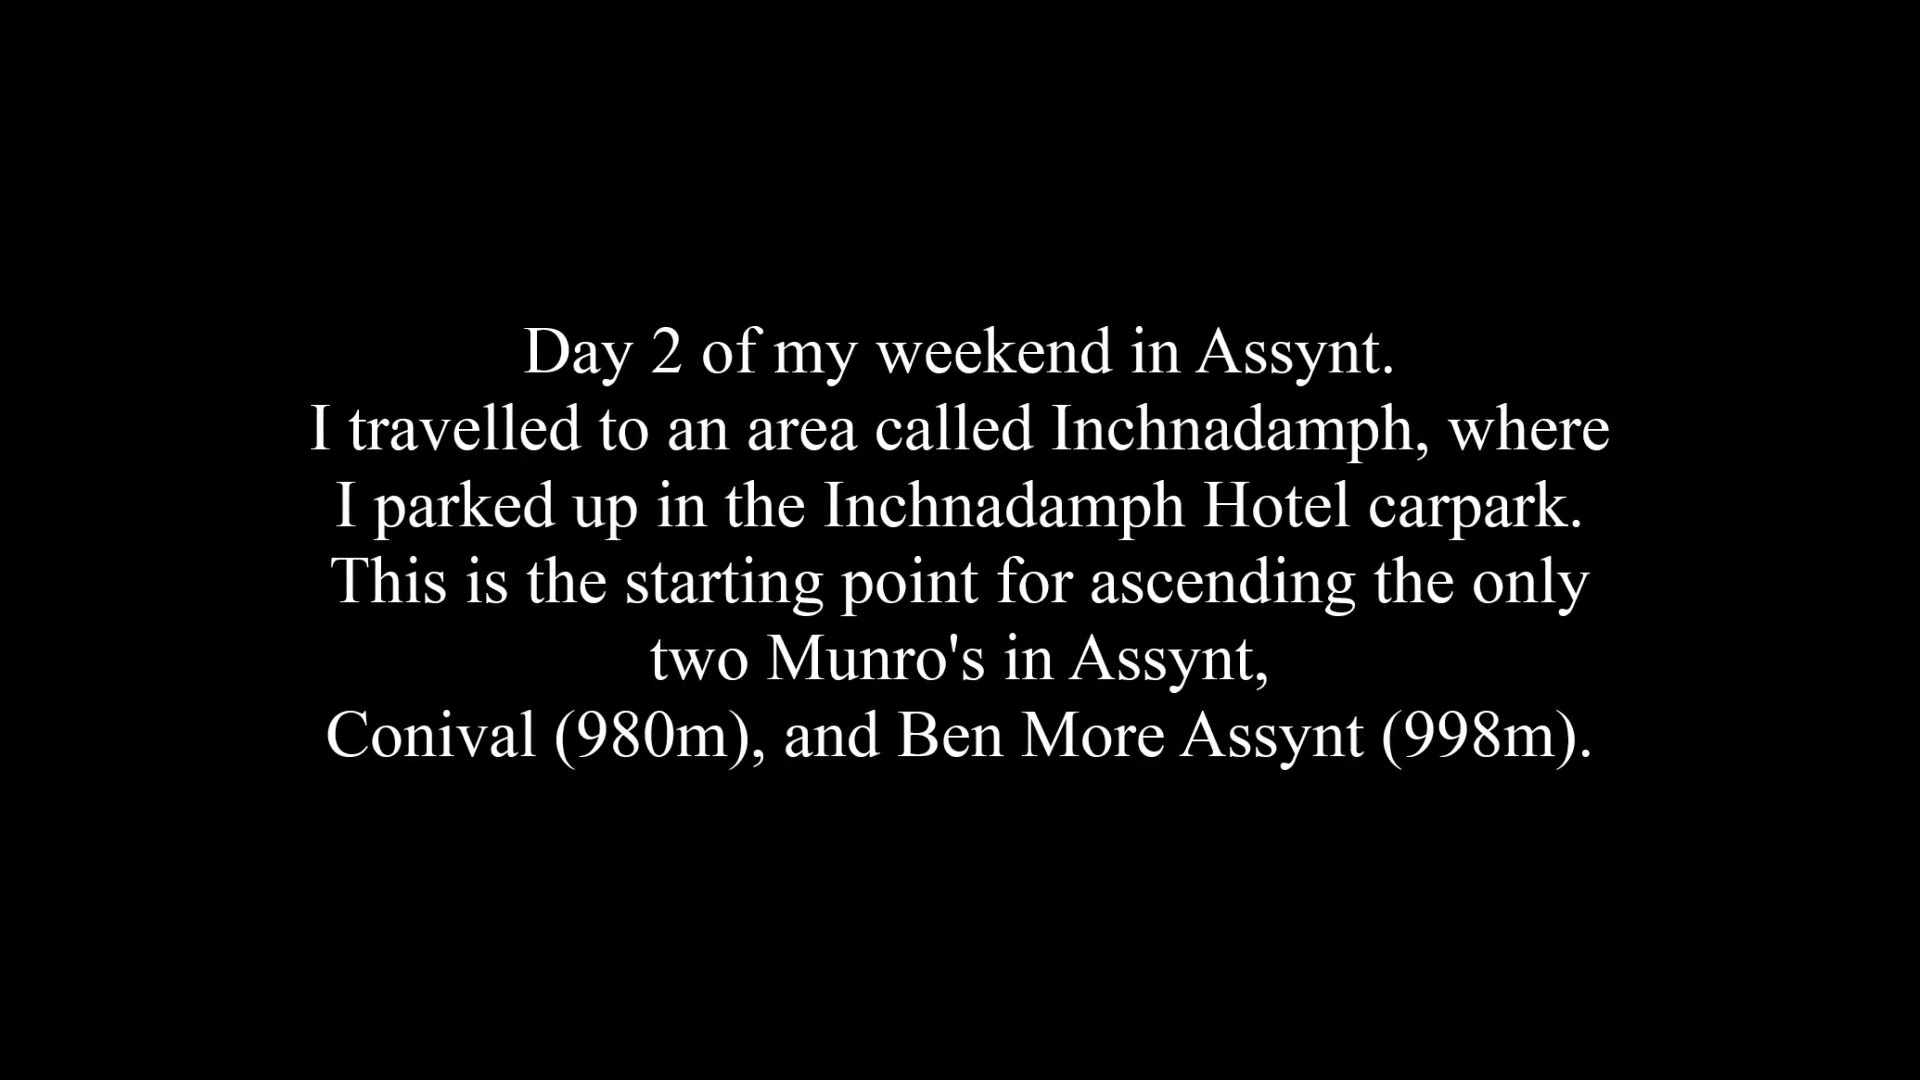 Day 2 of my weekend in Assynt.
I travelled to an area called Inchnadamph, where
I parked up in the Inchnadamph Hotel carpark.
This is the starting point for ascending the only
two Munro's in Assynt,
Conival (980m), and Ben More Assynt (998m).